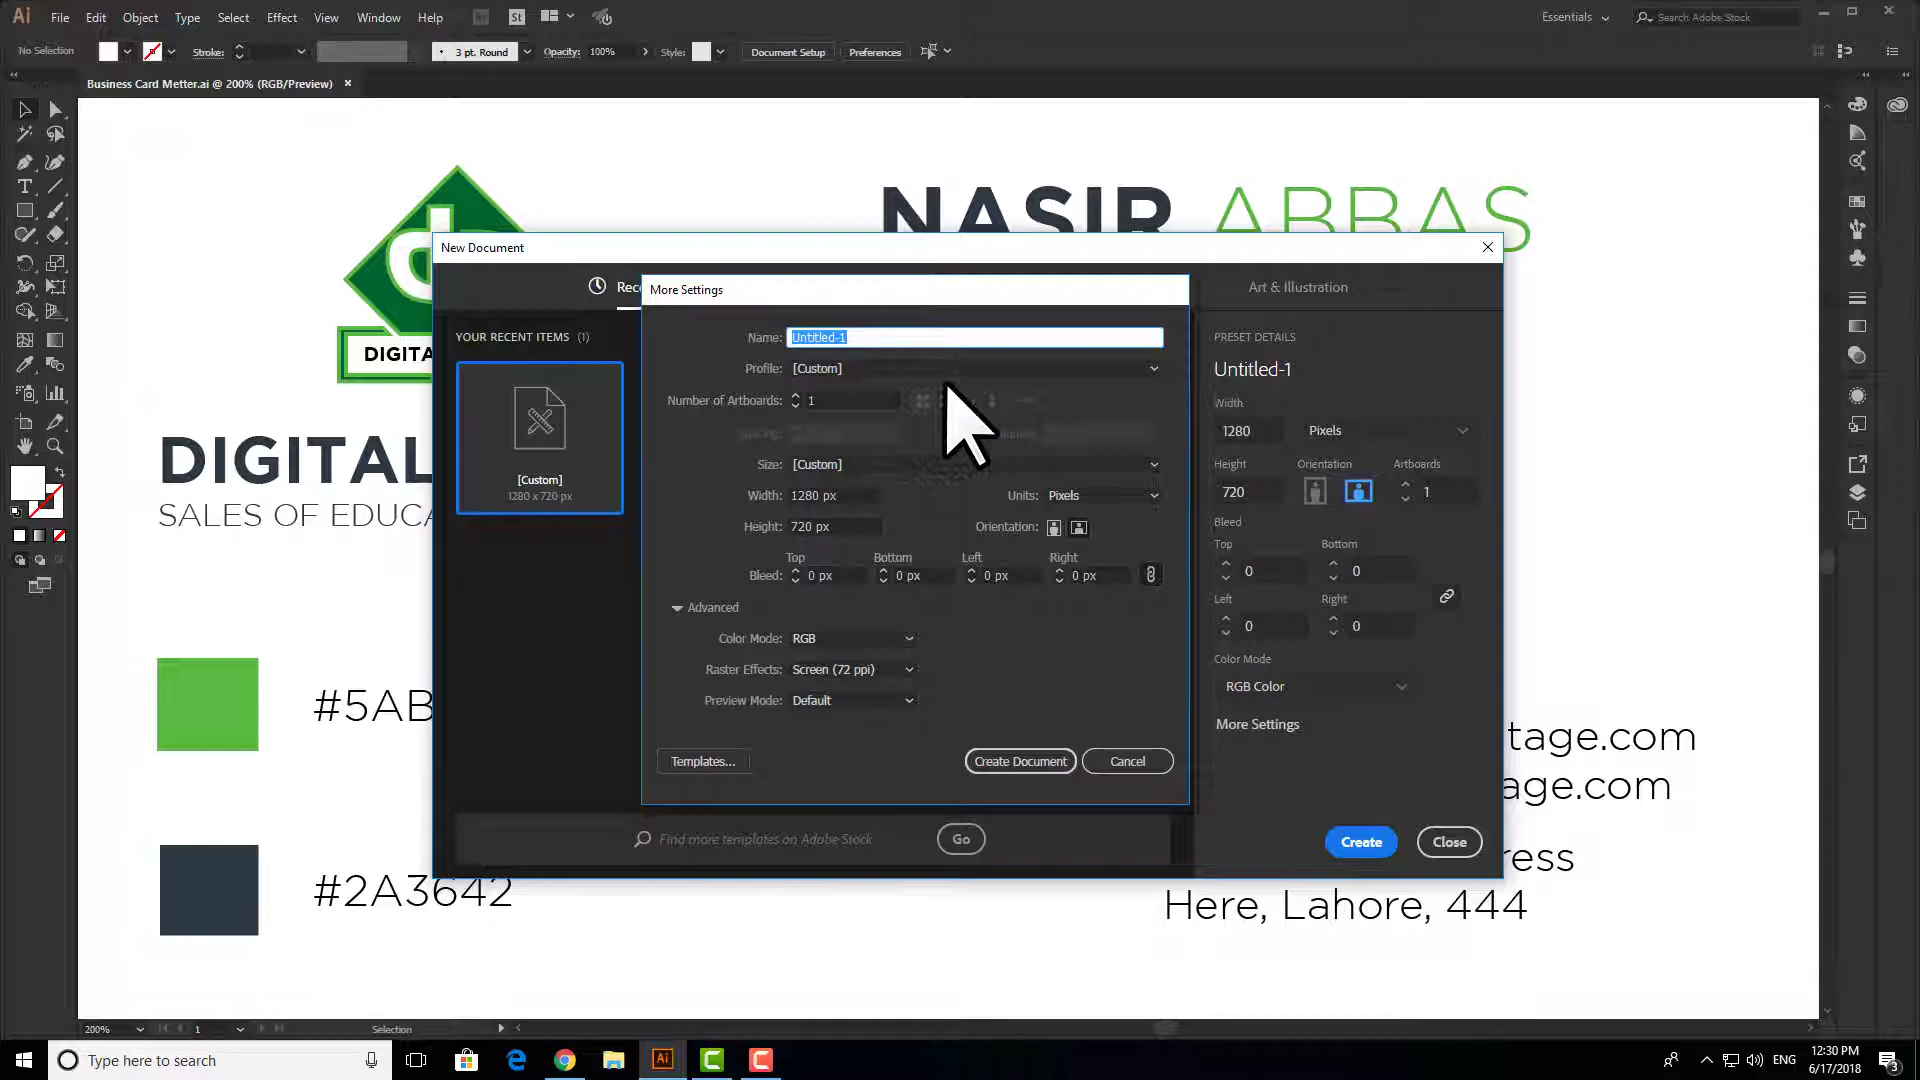 Ai File Edit Object Type Select Effect View Window Help St Essentials Search Adobe Stock
No Selection Stroke: 3 pt. Round Opacity: 100% Style: Document Setup Preferences
Business Card Metter.ai @ 200% (RGB/Preview)
NASIR ABBAS
New Document
Rec
Art & Illustration
More Settings
YOUR RECENT ITEMS (1)
[Custom]
1280 x 720 px
Name: Untitled-1
Profile: [Custom]
Number of Artboards: 1
Size: [Custom]
Width: 1280 px Units: Pixels
Height: 720 px Orientation:
Top Bottom Left Right
Bleed: 0 px 0 px 0 px 0 px
Advanced
Color Mode: RGB
Raster Effects: Screen (72 ppi)
Preview Mode: Default
Templates... Create Document Cancel
Find more templates on Adobe Stock Go
PRESET DETAILS
Untitled-1
Width
1280 Pixels
Height Orientation Artboards
720 1
Bleed
Top Bottom
0 0
Left Right
0 0
Color Mode
RGB Color
More Settings
Create Close
DIGITA
DIGITAL
SALES OF EDUCA
#5AB
#2A3642
tage.com
age.com
ress
Here, Lahore, 444
200% 1 Selection
Type here to search Ai ENG 12:30 PM
6/17/2018 3